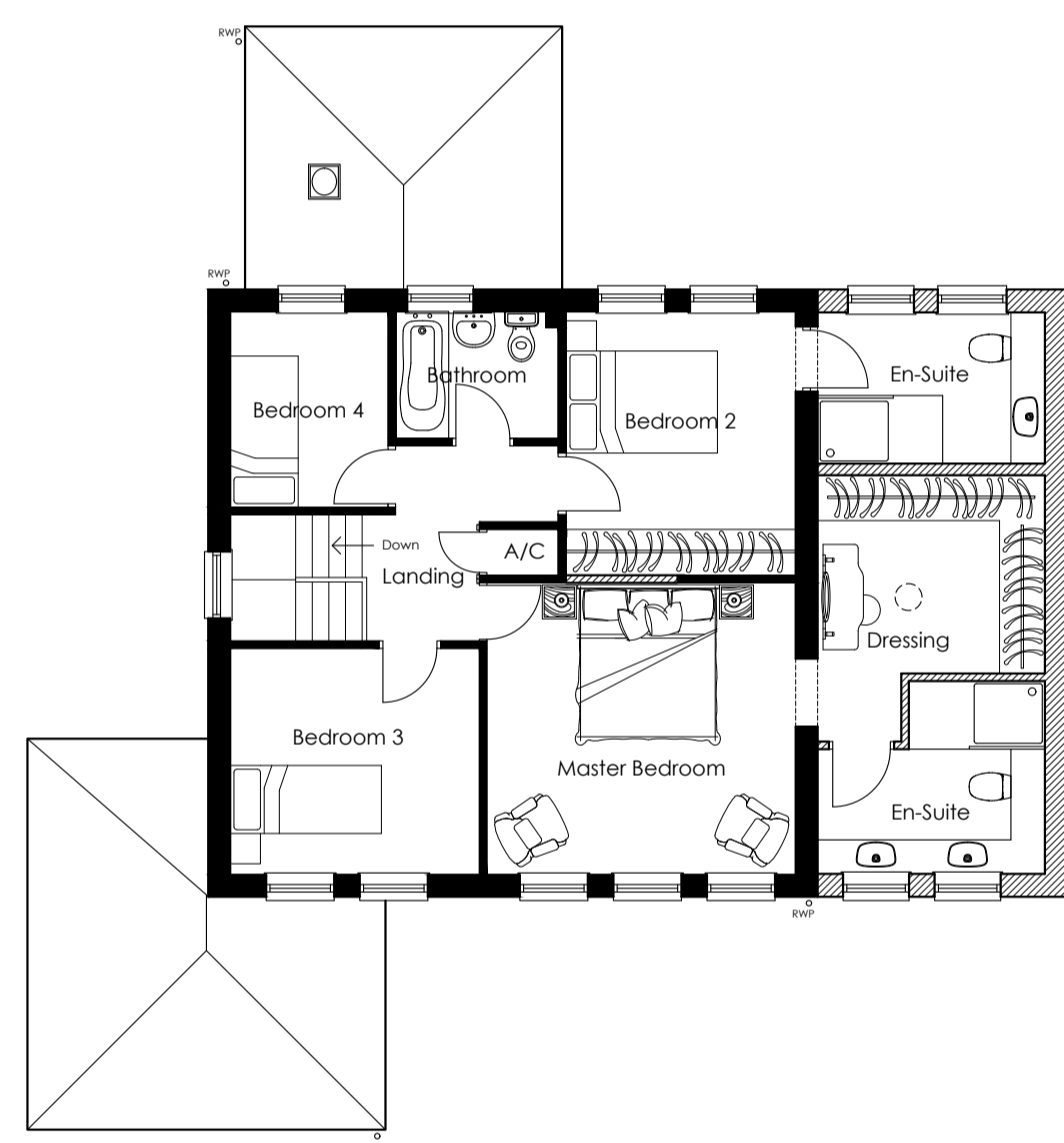 RWP
RWP
En-Suite
Bathroom
Bedroom 4
Bedroom 2
Down
A/C
Landing
Dressing
Bedroom 3
Master Bedroom
En-Suite
RWP